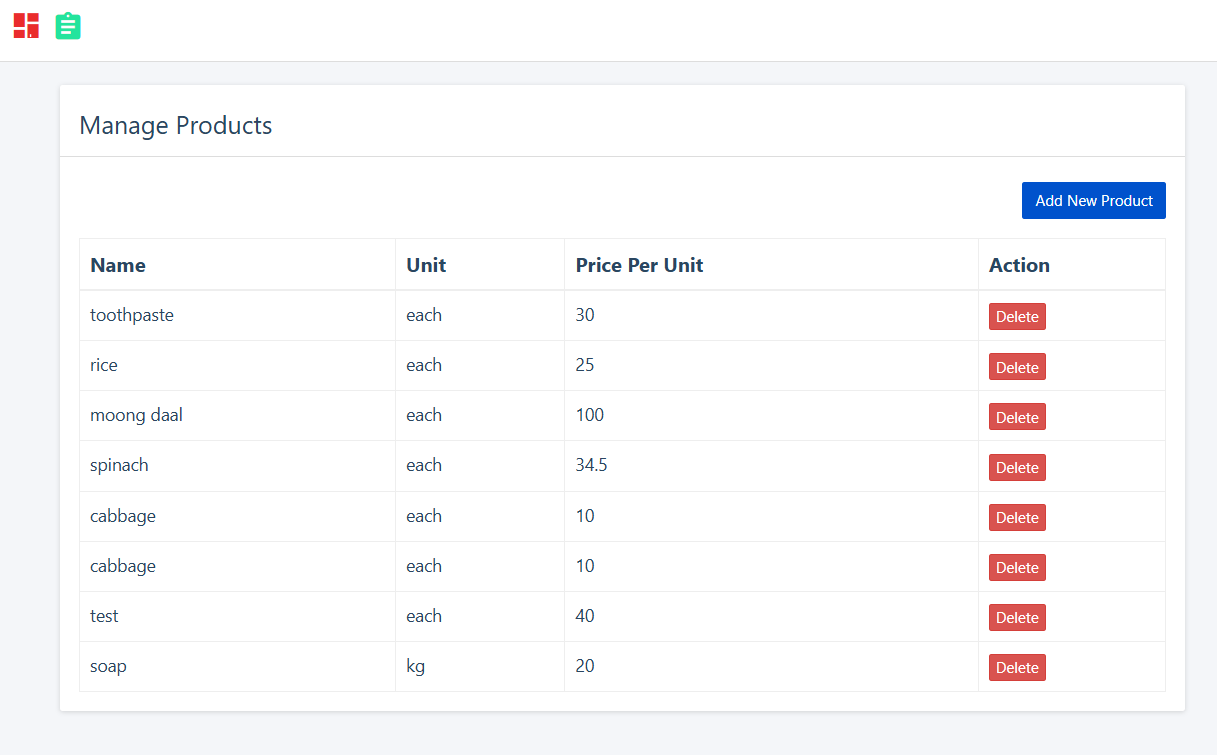 Manage Products
Add New Product
Name Unit Price Per Unit Action
toothpaste each 30 Delete
rice each 25 Delete
moong daal each 100 Delete
spinach each 34.5 Delete
cabbage each 10 Delete
cabbage each 10 Delete
test each 40 Delete
soap kg 20 Delete